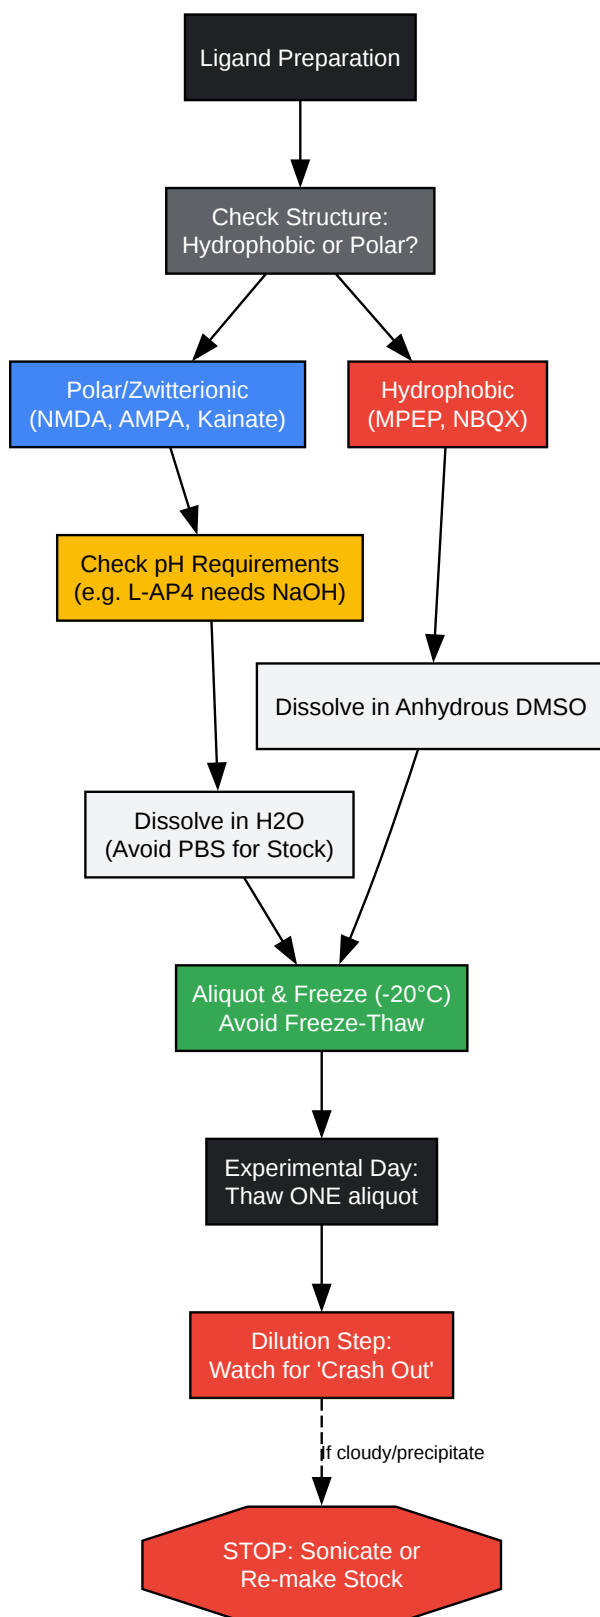 Ligand Preparation
Check Structure:
Hydrophobic or Polar?
Polar/Zwitterionic
(NMDA, AMPA, Kainate)
Hydrophobic
(MPEP, NBQX)
Check pH Requirements
(e.g. L-AP4 needs NaOH)
Dissolve in Anhydrous DMSO
Dissolve in H2O
(Avoid PBS for Stock)
Aliquot & Freeze (-20°C)
Avoid Freeze-Thaw
Experimental Day:
Thaw ONE aliquot
Dilution Step:
Watch for 'Crash Out'
If cloudy/precipitate
STOP: Sonicate or
Re-make Stock